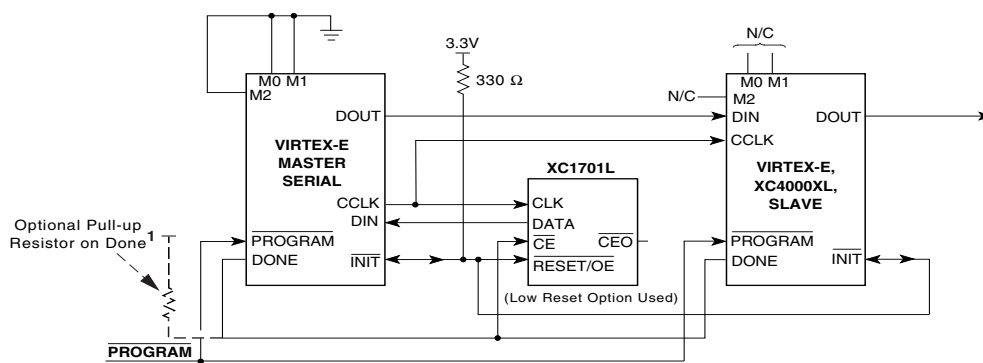 N/C
3.3V
M0 M1
M2
330 Ω
M0 M1
N/C
M2
DOUT
DIN
DOUT
CCLK
VIRTEX-E
MASTER
SERIAL
XC1701L
VIRTEX-E,
XC4000XL,
SLAVE
CCLK
CLK
DIN
DATA
Optional Pull-up
Resistor on Done1
PROGRAM
CE
CEO
PROGRAM
DONE
INIT
RESET/OE
DONE
INIT
(Low Reset Option Used)
PROGRAM